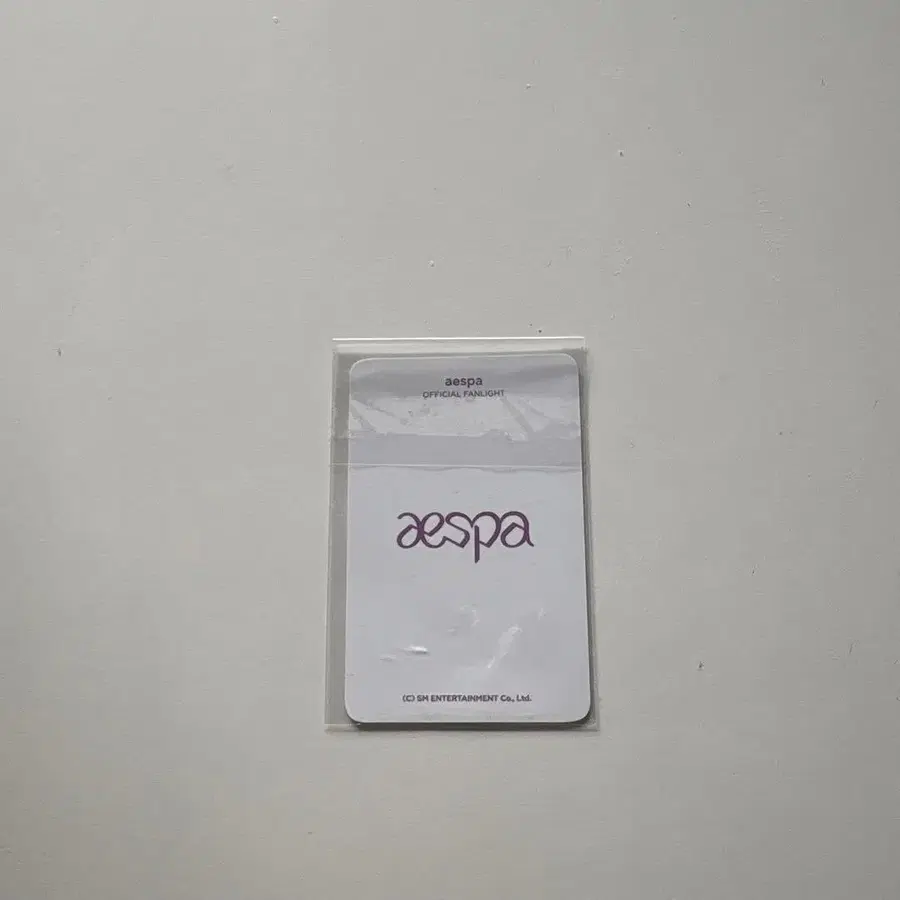 aespa
OFFICIAL FANLIGHT
aespa
(C) SM ENTERTAINMENT Co., Ltd.